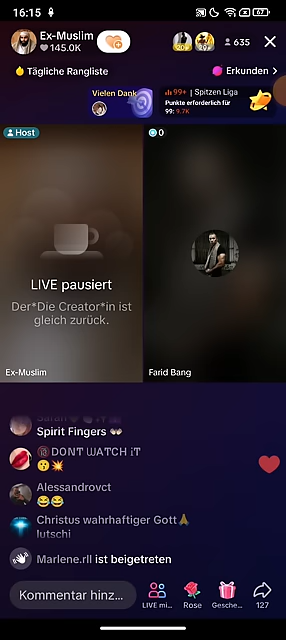 16:15
67
Ex-Muslim
145.0K
635
Tägliche Rangliste
Erkunden >
Vielen Dank
99+ | Spitzen Liga
Punkte erforderlich für
99: 9.7K
Host
0
LIVE pausiert
Der*Die Creator*in ist
gleich zurück.
Ex-Muslim
Farid Bang
Spirit Fingers
DONT WATCH iT
Alessandrovct
😂😂
Christus wahrhaftiger Gott🙏
lutschi
Marlene.rll ist beigetreten
Kommentar hinz...
LIVE mi...
Rose
Gesche...
127